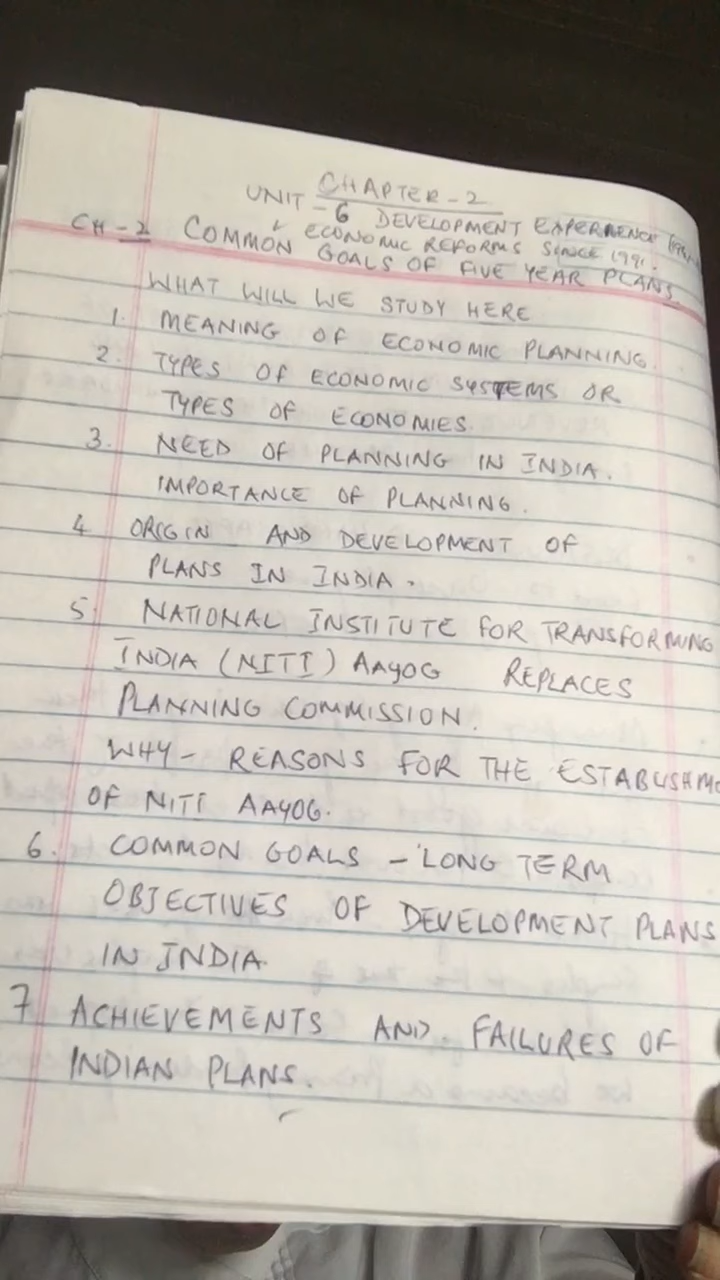 CHAPTER-2
UNIT-6 DEVELOPMENT EXPERIENCE
& ECONOMIC REFORMS SINCE 1991.
CH-2 COMMON GOALS OF FIVE YEAR PLANS
WHAT WILL WE STUDY HERE
1. MEANING OF ECONOMIC PLANNING.
2. TYPES OF ECONOMIC SYSTEMS OR
TYPES OF ECONOMIES.
3. NEED OF PLANNING IN INDIA.
IMPORTANCE OF PLANNING.
4 ORIGIN AND DEVELOPMENT OF
PLANS IN INDIA.
5. NATIONAL INSTITUTE FOR TRANSFORMING
INDIA (NITI) AAYOG REPLACES
PLANNING COMMISSION.
WHY- REASONS FOR THE ESTABLISHME
OF NITI AAYOG.
6. COMMON GOALS - LONG TERM
OBJECTIVES OF DEVELOPMENT PLANS
IN INDIA.
7 ACHIEVEMENTS AND FAILURES OF
INDIAN PLANS.